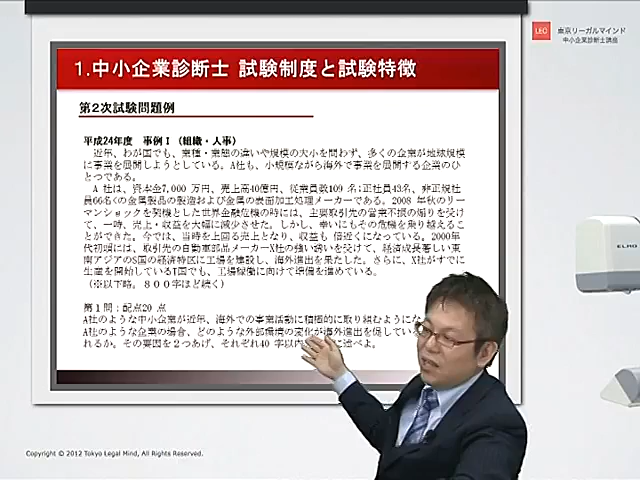 LEC 東京リーガルマインド
中小企業診断士講座
1.中小企業診断士 試験制度と試験特徴
第2次試験問題例
平成24年度 事例Ⅰ(組織・人事)
近年、わが国でも、業種・業態の違いや規模の大小を問わず、多くの企業が地球規模
に事業を展開しようとしている。A社も、小規模ながら海外で事業を展開する企業のひ
とつである。
A 社は、資本金7,000 万円、売上高40億円、従業員数109 名(正社員43名、非正規社
員66名)の金属製品の製造および金属の表面加工処理メーカーである。2008 年秋のリー
マンショックを契機とした世界金融危機の時には、主要取引先の営業不振の煽りを受け
て、一時、売上・収益を大幅に減少させた。しかし、幸いにもその危機を乗り越えるこ
とができた。今では、当時を上回る売上となり、収益も 倍近くになっている。2000年
代初頭には、取引先の自動車部品メーカーX社の強い誘いを受けて、経済成長著しい東
南アジアのS国の経済特区に工場を建設し、海外進出を果たした。さらに、X社がすでに
生産を開始しているT国でも、工場稼働に向けて準備を進めている。
(※以下略。800字ほど続く)
第1問:配点20 点
A社のような中小企業が近年、海外での事業活動に積極的に取り組むようにな
A社のような企業の場合、どのような外部環境の変化が海外進出を促してい
れるか。その要因を2つあげ、それぞれ40 字以内 に述べよ。
ELMO
Copyright © 2012 Tokyo Legal Mind, All Rights Reserved.